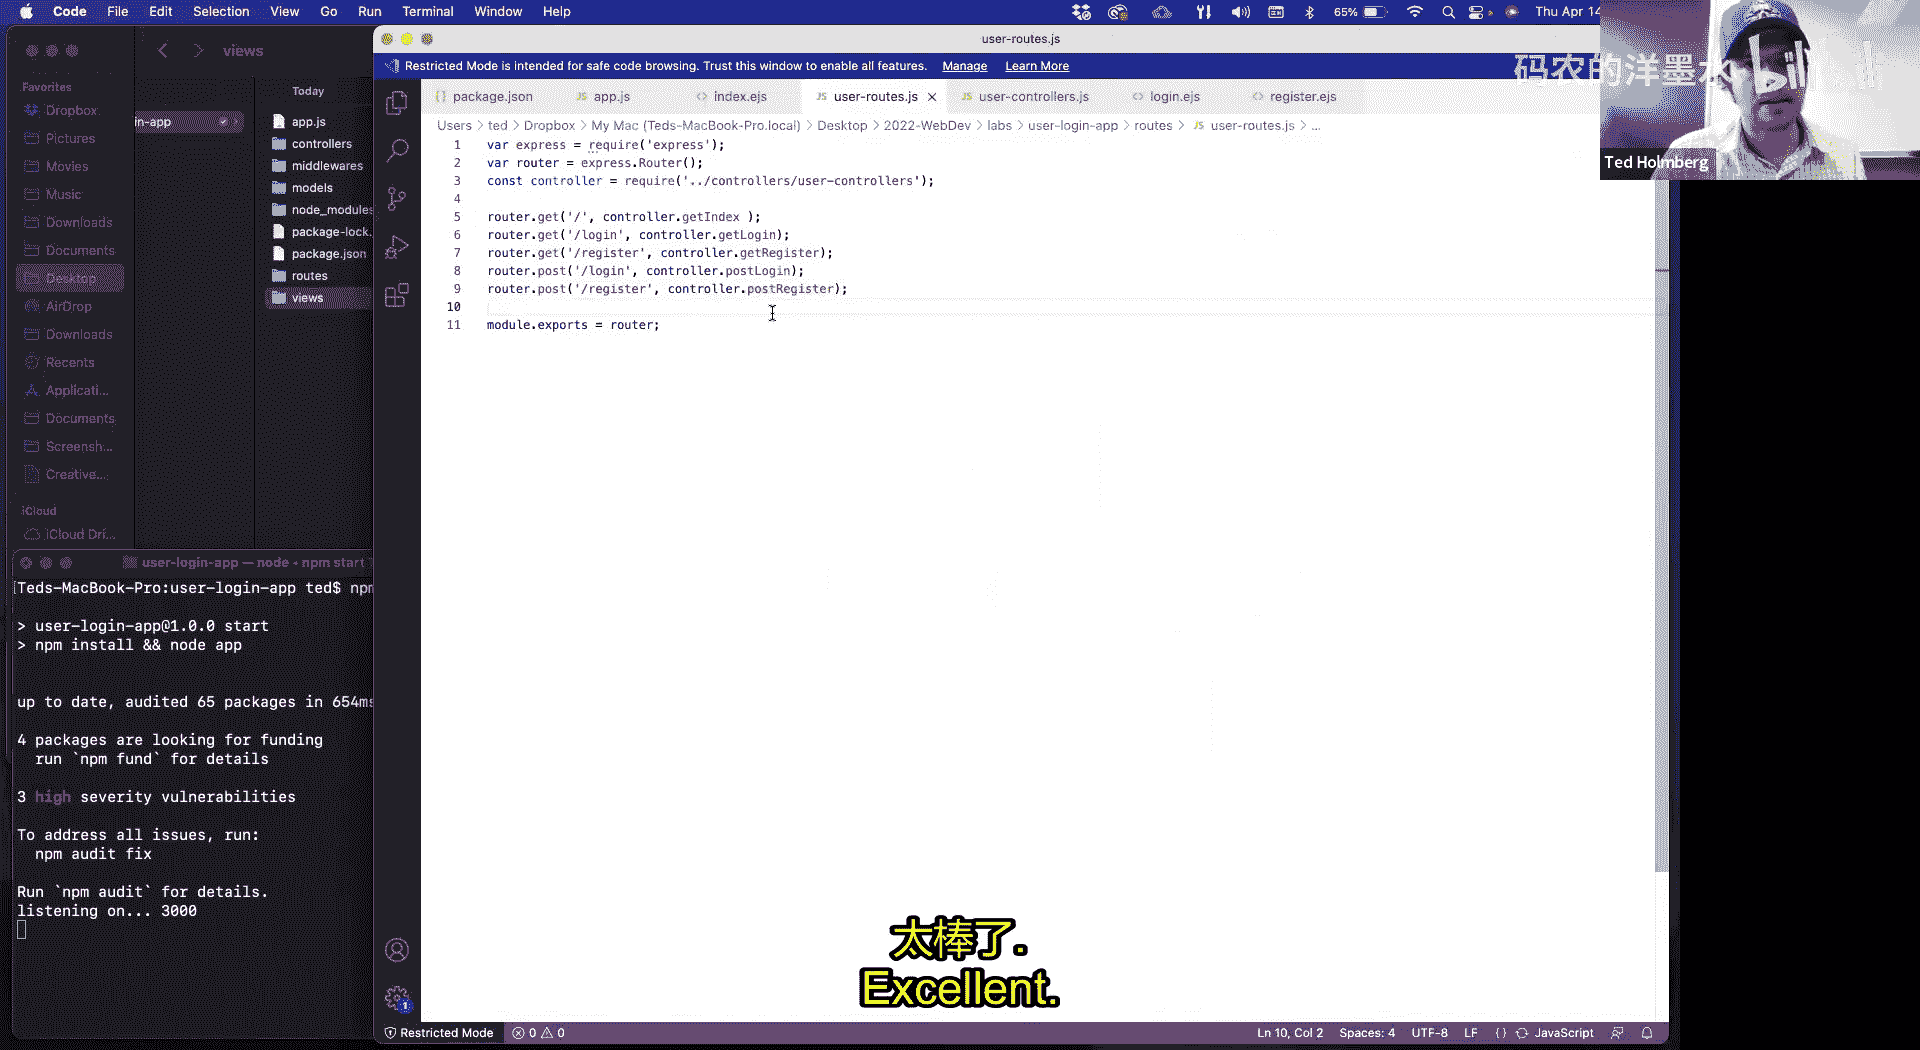 Code File Edit Selection View Go Run Terminal Window Help
65% Thu Apr 14
views
user-routes.js
Restricted Mode is intended for safe code browsing. Trust this window to enable all features. Manage Learn More
码农的洋墨水 bilibili
Ted Holmberg
Favorites
Dropbox
Pictures
Movies
Music
Downloads
Documents
Desktop
AirDrop
Downloads
Recents
Applicati...
Documents
Screensh...
Creative...
iCloud
iCloud Dri...
in-app
Today
app.js
controllers
middlewares
models
node_modules
package-lock.
package.json
routes
views
package.json app.js index.ejs user-routes.js user-controllers.js login.ejs register.ejs
Users > ted > Dropbox > My Mac (Teds-MacBook-Pro.local) > Desktop > 2022-WebDev > labs > user-login-app > routes > JS user-routes.js > ...
1 var express = require('express');
2 var router = express.Router();
3 const controller = require('../controllers/user-controllers');
4
5 router.get('/', controller.getIndex );
6 router.get('/login', controller.getLogin);
7 router.get('/register', controller.getRegister);
8 router.post('/login', controller.postLogin);
9 router.post('/register', controller.postRegister);
10
11 module.exports = router;
user-login-app — node ◂ npm start
Teds-MacBook-Pro:user-login-app ted$ npm
> user-login-app@1.0.0 start
> npm install && node app
up to date, audited 65 packages in 654ms
4 packages are looking for funding
run `npm fund` for details
3 high severity vulnerabilities
To address all issues, run:
npm audit fix
Run `npm audit` for details.
listening on... 3000
太棒了.
Excellent.
Restricted Mode 0 0 Ln 10, Col 2 Spaces: 4 UTF-8 LF {} JavaScript